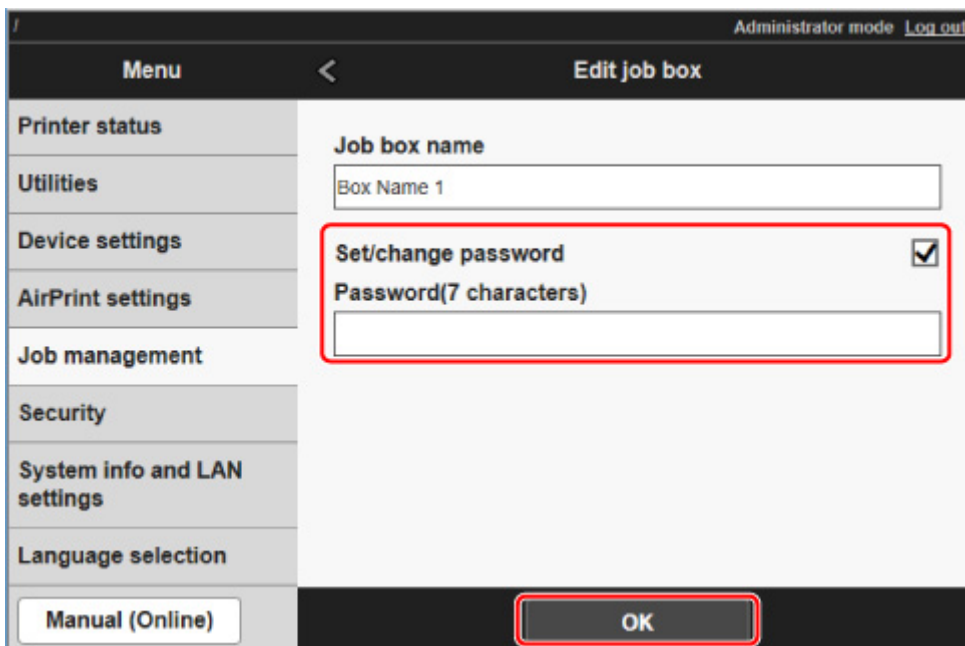 /
Administrator mode Log out
Menu
<
Edit job box
Printer status
Utilities
Device settings
AirPrint settings
Job management
Security
System info and LAN
settings
Language selection
Manual (Online)
Job box name
Box Name 1
Set/change password
Password(7 characters)
OK